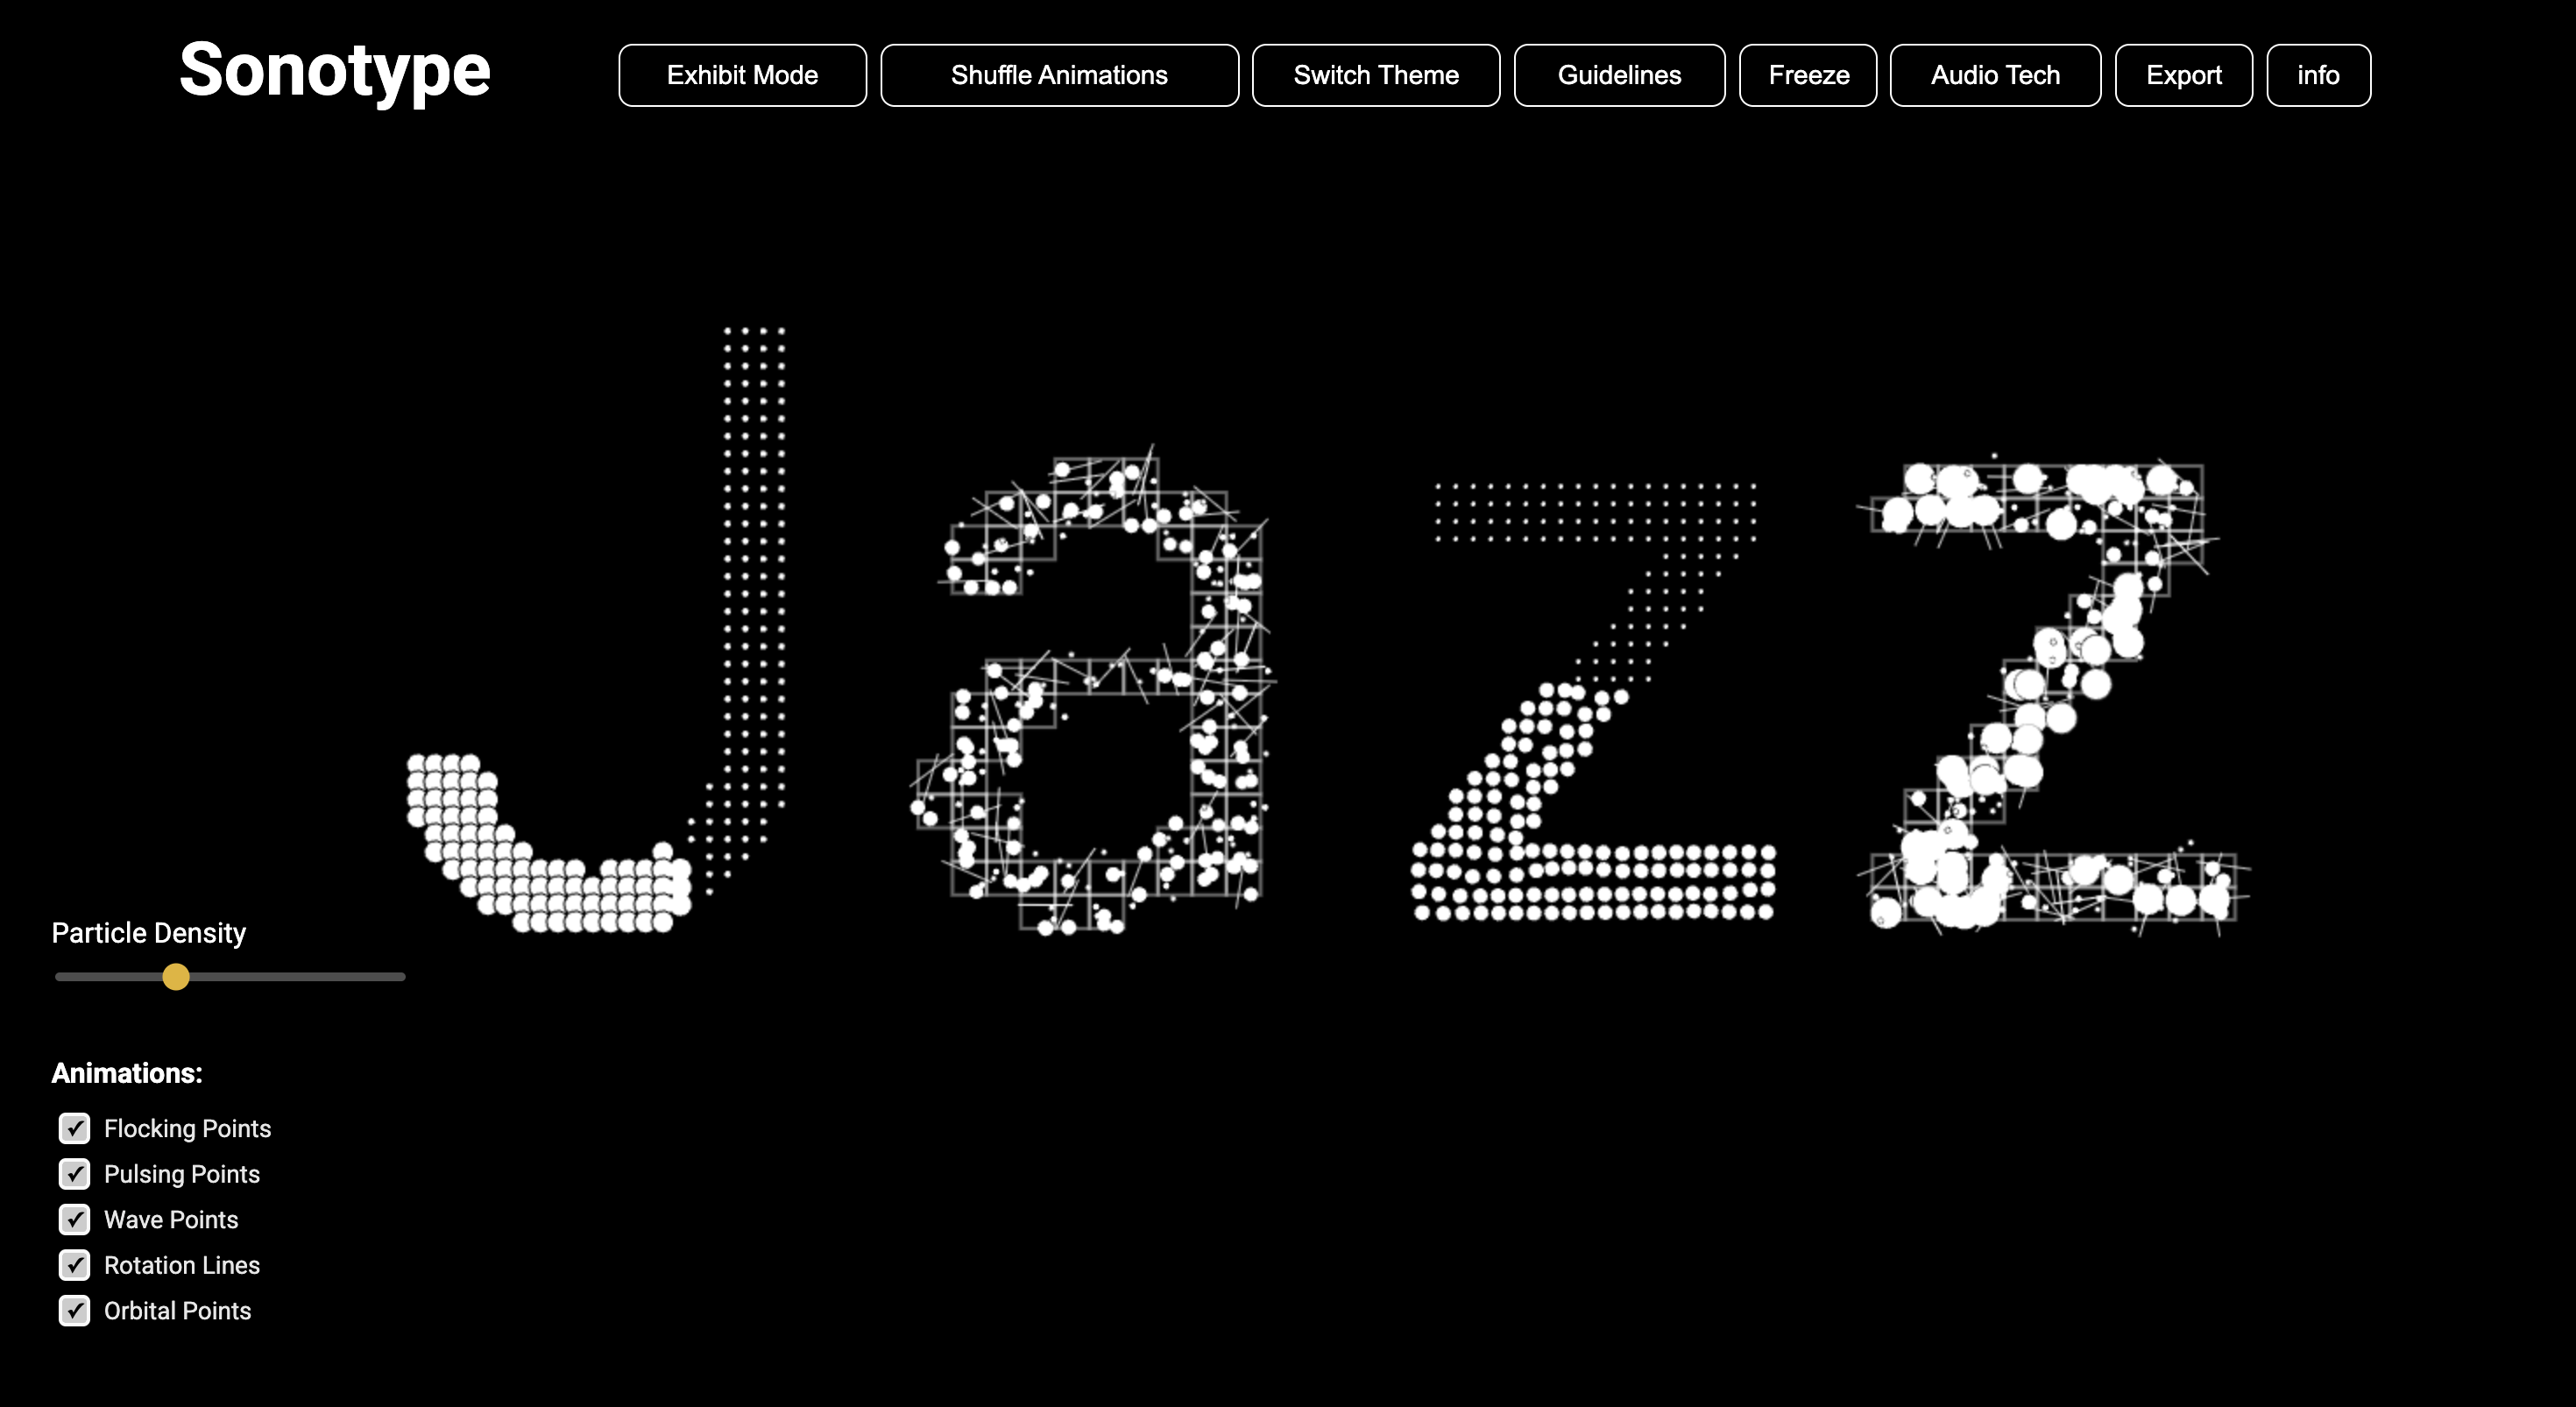 Sonotype
Exhibit Mode
Shuffle Animations
Switch Theme
Guidelines
Freeze
Audio Tech
Export
info
Jazz
Particle Density
Animations:
Flocking Points
Pulsing Points
Wave Points
Rotation Lines
Orbital Points